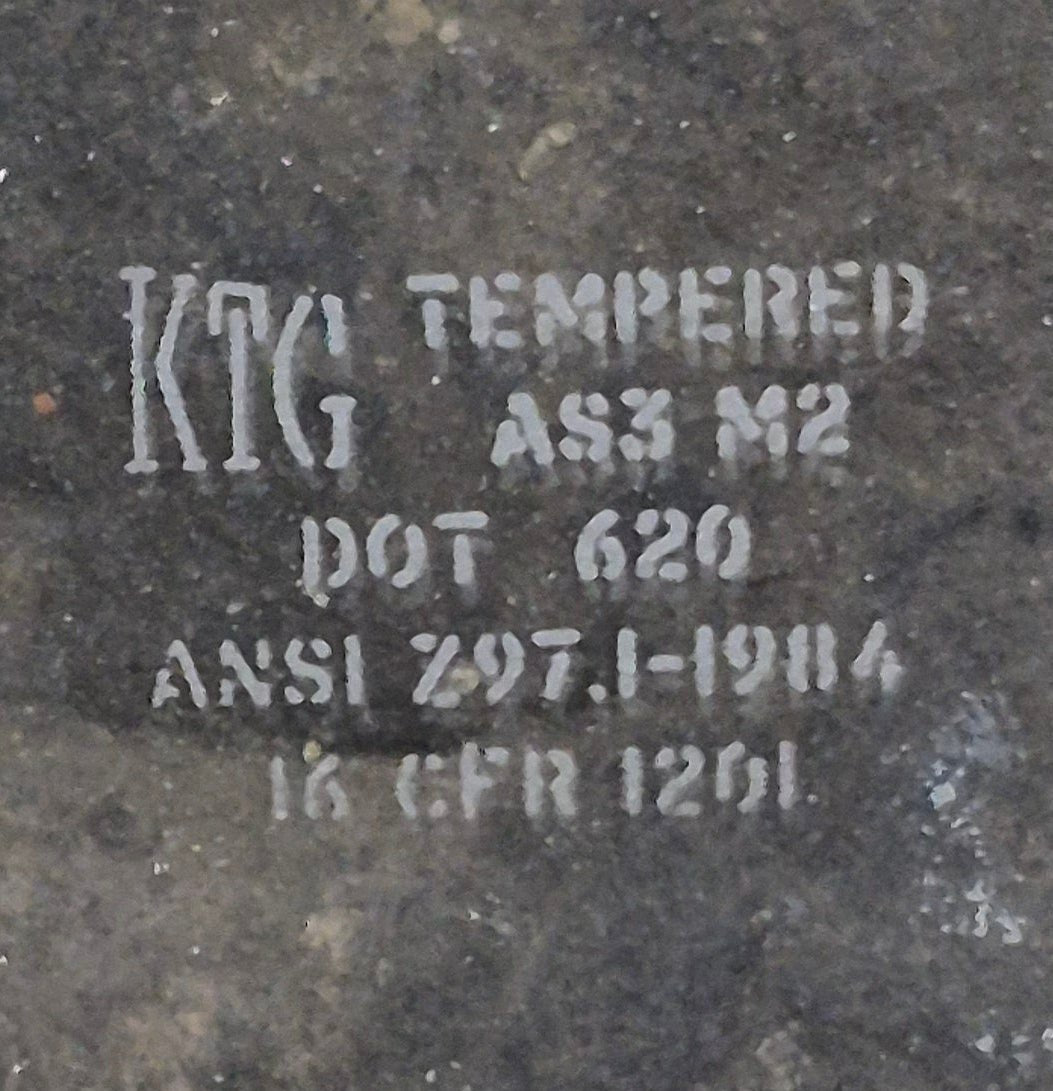 KTG TEMPERED
AS3 M2
DOT 620
ANSI Z97.1-1984
16 CFR 1201